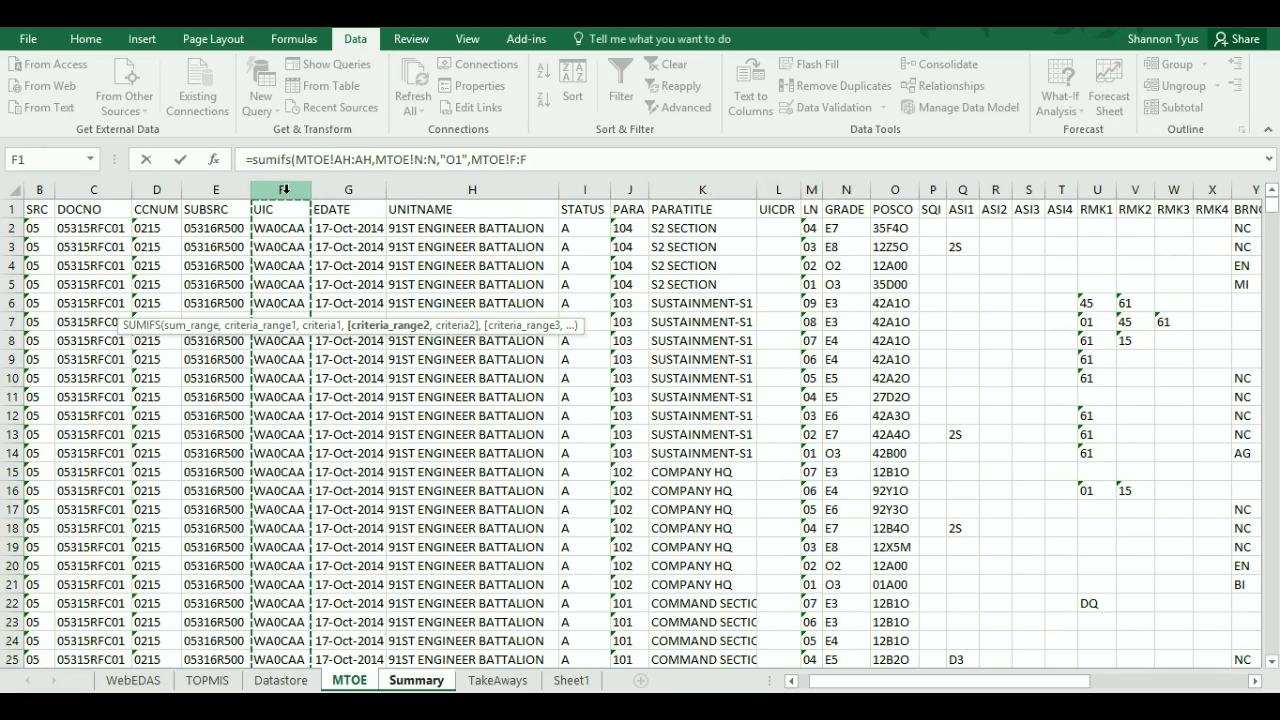 File Home Insert Page Layout Formulas Data Review View Add-ins Tell me what you want to do Shannon Tyus Share
From Access From Web From Text From Other Sources Existing Connections New Query Show Queries From Table Recent Sources Refresh All Connections Properties Edit Links Sort Filter Clear Reapply Advanced Text to Columns Flash Fill Remove Duplicates Data Validation Consolidate Relationships Manage Data Model What-If Analysis Forecast Sheet Group Ungroup Subtotal
Get External Data Get & Transform Connections Sort & Filter Data Tools Forecast Outline
F1 fx =sumifs(MTOE!AH:AH,MTOE!N:N,"O1",MTOE!F:F
B C D E F G H I J K L M N O P Q R S T U V W X Y
1 SRC DOCNO CCNUM SUBSRC UIC EDATE UNITNAME STATUS PARA PARATITLE UICDR LN GRADE POSCO SQI ASI1 ASI2 ASI3 ASI4 RMK1 RMK2 RMK3 RMK4 BRNC
2 05 05315RFC01 0215 05316R500 WA0CAA 17-Oct-2014 91ST ENGINEER BATTALION A 104 S2 SECTION 04 E7 35F4O NC
3 05 05315RFC01 0215 05316R500 WA0CAA 17-Oct-2014 91ST ENGINEER BATTALION A 104 S2 SECTION 03 E8 12Z5O 2S NC
4 05 05315RFC01 0215 05316R500 WA0CAA 17-Oct-2014 91ST ENGINEER BATTALION A 104 S2 SECTION 02 O2 12A00 EN
5 05 05315RFC01 0215 05316R500 WA0CAA 17-Oct-2014 91ST ENGINEER BATTALION A 104 S2 SECTION 01 O3 35D00 MI
6 05 05315RFC01 0215 05316R500 WA0CAA 17-Oct-2014 91ST ENGINEER BATTALION A 103 SUSTAINMENT-S1 09 E3 42A1O 45 61
7 05 05315RFC0 SUMIFS(sum_range, criteria_range1, criteria1, [criteria_range2, criteria2], [criteria_range3, ...) 103 SUSTAINMENT-S1 08 E3 42A1O 01 45 61
8 05 05315RFC01 0215 05316R500 WA0CAA 17-Oct-2014 91ST ENGINEER BATTALION A 103 SUSTAINMENT-S1 07 E4 42A1O 61 15
9 05 05315RFC01 0215 05316R500 WA0CAA 17-Oct-2014 91ST ENGINEER BATTALION A 103 SUSTAINMENT-S1 06 E4 42A1O 61
10 05 05315RFC01 0215 05316R500 WA0CAA 17-Oct-2014 91ST ENGINEER BATTALION A 103 SUSTAINMENT-S1 05 E5 42A2O 61 NC
11 05 05315RFC01 0215 05316R500 WA0CAA 17-Oct-2014 91ST ENGINEER BATTALION A 103 SUSTAINMENT-S1 04 E5 27D2O NC
12 05 05315RFC01 0215 05316R500 WA0CAA 17-Oct-2014 91ST ENGINEER BATTALION A 103 SUSTAINMENT-S1 03 E6 42A3O 61 NC
13 05 05315RFC01 0215 05316R500 WA0CAA 17-Oct-2014 91ST ENGINEER BATTALION A 103 SUSTAINMENT-S1 02 E7 42A4O 2S 61 NC
14 05 05315RFC01 0215 05316R500 WA0CAA 17-Oct-2014 91ST ENGINEER BATTALION A 103 SUSTAINMENT-S1 01 O3 42B00 61 AG
15 05 05315RFC01 0215 05316R500 WA0CAA 17-Oct-2014 91ST ENGINEER BATTALION A 102 COMPANY HQ 07 E3 12B1O
16 05 05315RFC01 0215 05316R500 WA0CAA 17-Oct-2014 91ST ENGINEER BATTALION A 102 COMPANY HQ 06 E4 92Y1O 01 15
17 05 05315RFC01 0215 05316R500 WA0CAA 17-Oct-2014 91ST ENGINEER BATTALION A 102 COMPANY HQ 05 E6 92Y3O NC
18 05 05315RFC01 0215 05316R500 WA0CAA 17-Oct-2014 91ST ENGINEER BATTALION A 102 COMPANY HQ 04 E7 12B4O 2S NC
19 05 05315RFC01 0215 05316R500 WA0CAA 17-Oct-2014 91ST ENGINEER BATTALION A 102 COMPANY HQ 03 E8 12X5M NC
20 05 05315RFC01 0215 05316R500 WA0CAA 17-Oct-2014 91ST ENGINEER BATTALION A 102 COMPANY HQ 02 O2 12A00 EN
21 05 05315RFC01 0215 05316R500 WA0CAA 17-Oct-2014 91ST ENGINEER BATTALION A 102 COMPANY HQ 01 O3 01A00 BI
22 05 05315RFC01 0215 05316R500 WA0CAA 17-Oct-2014 91ST ENGINEER BATTALION A 101 COMMAND SECTIC 07 E3 12B1O DQ
23 05 05315RFC01 0215 05316R500 WA0CAA 17-Oct-2014 91ST ENGINEER BATTALION A 101 COMMAND SECTIC 06 E3 12B1O
24 05 05315RFC01 0215 05316R500 WA0CAA 17-Oct-2014 91ST ENGINEER BATTALION A 101 COMMAND SECTIC 05 E4 12B1O
25 05 05315RFC01 0215 05316R500 WA0CAA 17-Oct-2014 91ST ENGINEER BATTALION A 101 COMMAND SECTIC 04 E5 12B2O D3 NC
WebEDAS TOPMIS Datastore MTOE Summary TakeAways Sheet1